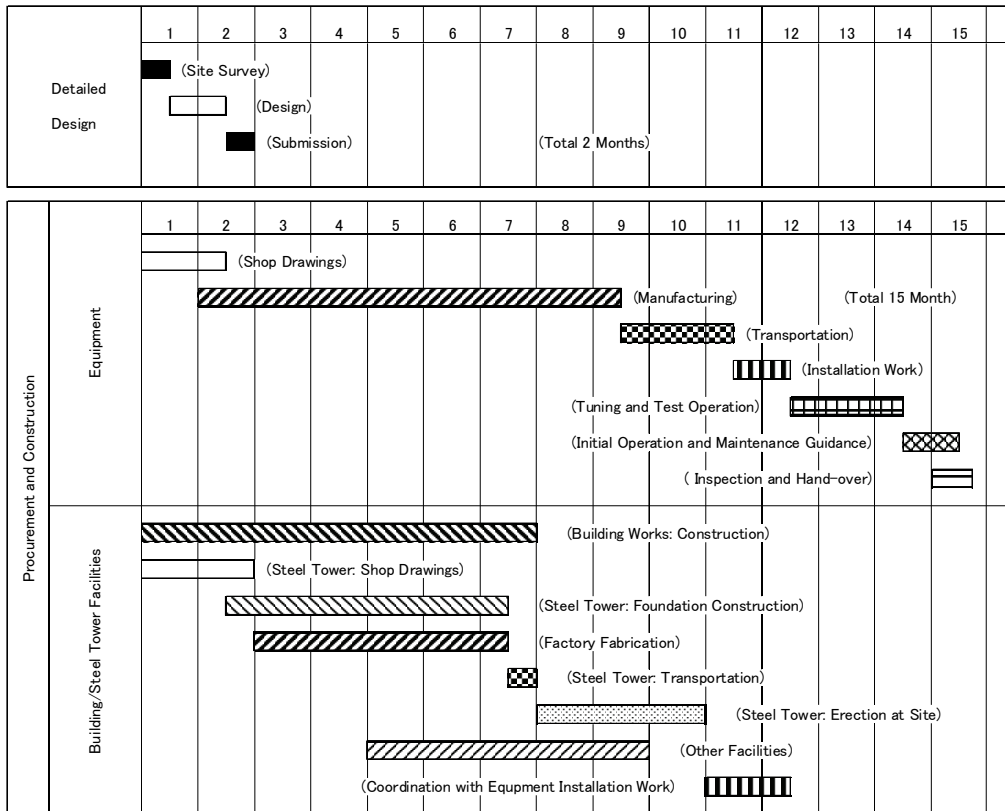 1 2 3 4 5 6 7 8 9 10 11 12 13 14 15
(Site Survey)
Detailed
(Design)
Design
(Submission) (Total 2 Months)
1 2 3 4 5 6 7 8 9 10 11 12 13 14 15
Procurement and Construction
Equipment
(Shop Drawings)
(Manufacturing) (Total 15 Month)
(Transportation)
(Installation Work)
(Tuning and Test Operation)
(Initial Operation and Maintenance Guidance)
( Inspection and Hand-over)
Building/Steel Tower Facilities
(Building Works: Construction)
(Steel Tower: Shop Drawings)
(Steel Tower: Foundation Construction)
(Factory Fabrication)
(Steel Tower: Transportation)
(Steel Tower: Erection at Site)
(Other Facilities)
(Coordination with Equpment Installation Work)